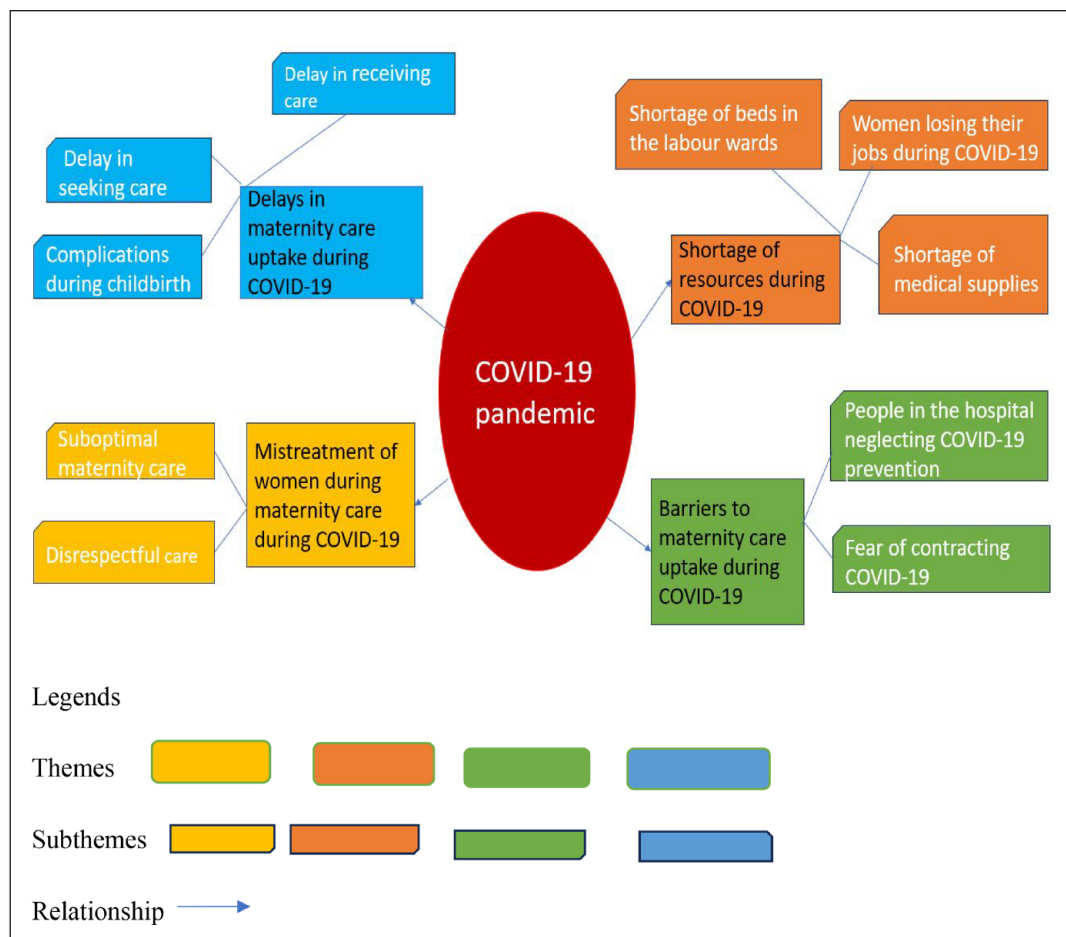 Delay in receiving
care
Delay in
seeking care
Complications
during childbirth
Delays in
maternity care
uptake during
COVID-19
Shortage of beds in
the labour wards
Women losing their
jobs during COVID-19
Shortage of
medical supplies
Shortage of
resources during
COVID-19
COVID-19
pandemic
Suboptimal
maternity care
Disrespectful care
Mistreatment of
women during
maternity care
during COVID-19
People in the hospital
neglecting COVID-19
prevention
Fear of contracting
COVID-19
Barriers to
maternity care
uptake during
COVID-19
Legends
Themes
Subthemes
Relationship